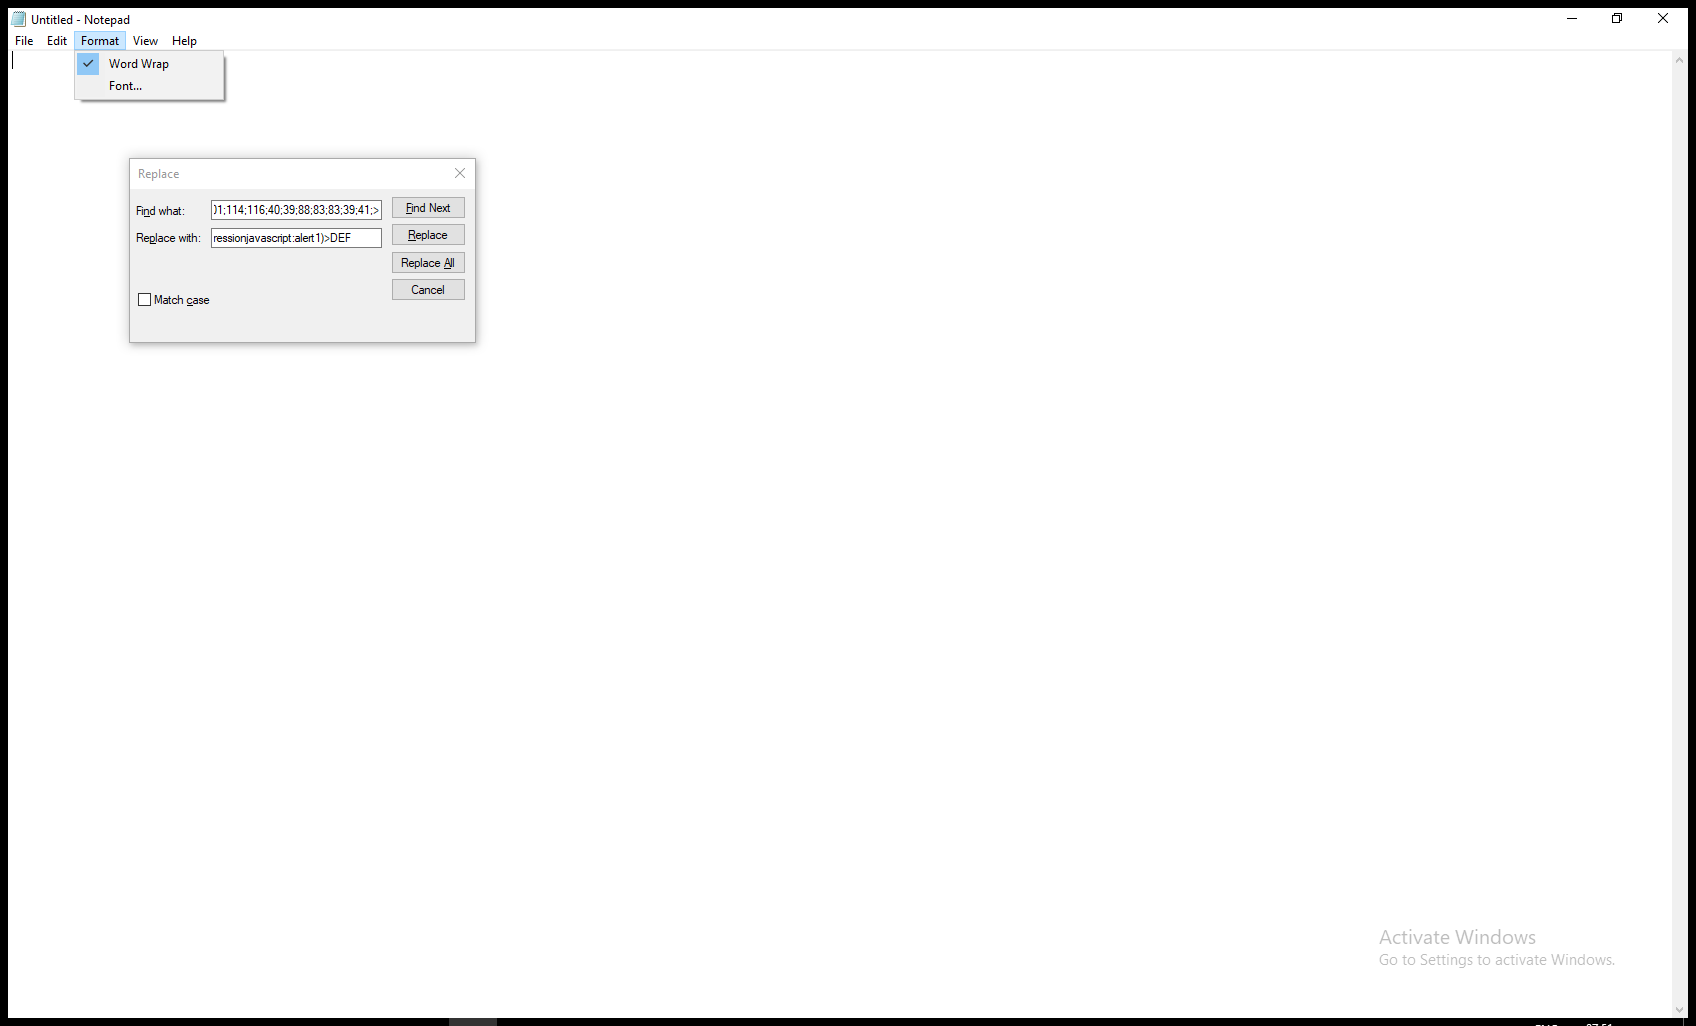 Untitled - Notepad
File Edit Format View Help
Word Wrap
Font...
Replace
Find what: 01;114;116;40;39;88;83;83;39;41;> Find Next
Replace with: ressionjavascript:alert1)>DEF Replace
Replace All
Cancel
Match case
Activate Windows
Go to Settings to activate Windows.